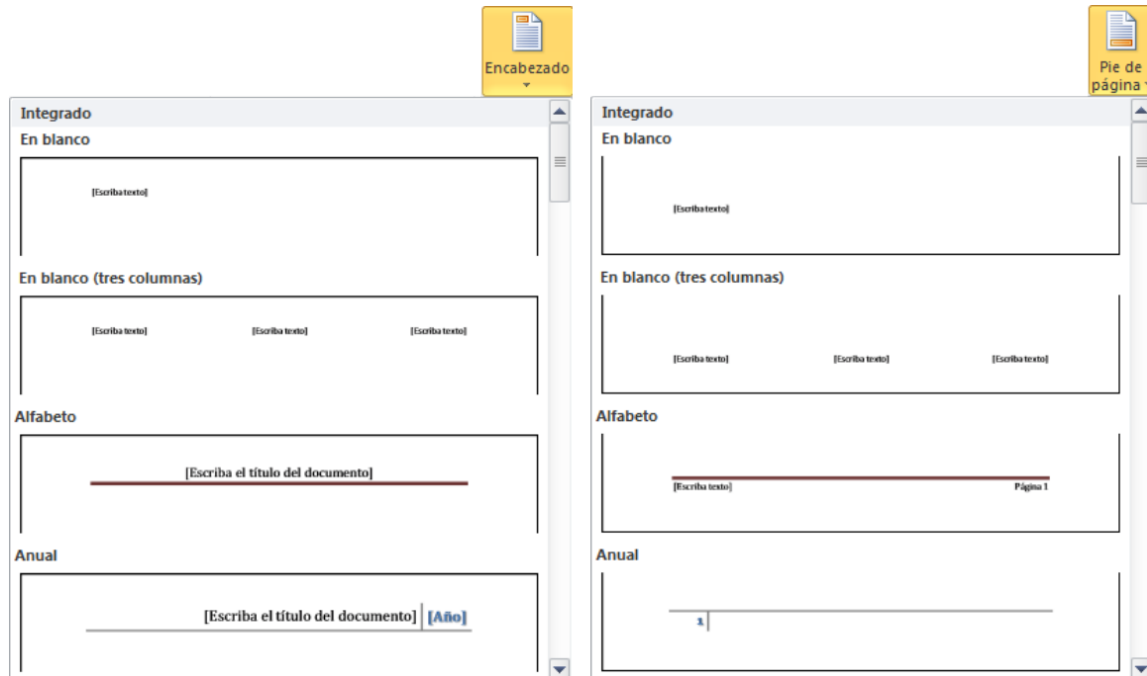 Encabezado
Integrado
En blanco
[Escriba texto]
En blanco (tres columnas)
[Escriba texto] [Escriba texto] [Escriba texto]
Alfabeto
[Escriba el título del documento]
Anual
[Escriba el título del documento] [Año]
Pie de
página
Integrado
En blanco
[Escriba texto]
En blanco (tres columnas)
[Escriba texto] [Escriba texto] [Escriba texto]
Alfabeto
[Escriba texto] Página 1
Anual
1